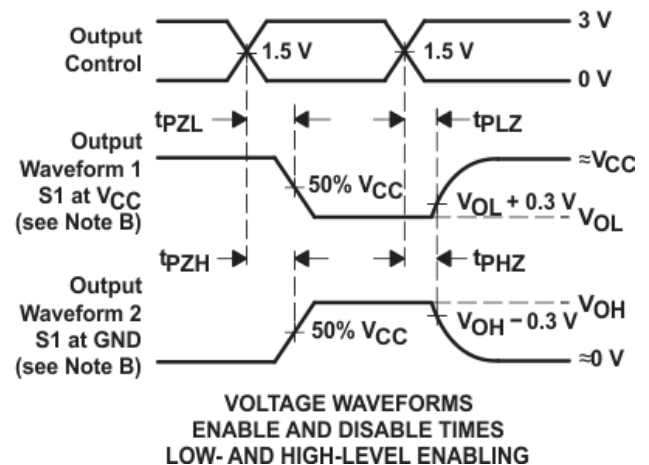 Output
Control
3 V
1.5 V
1.5 V
0 V
tPZL
tPLZ
Output
Waveform 1
S1 at VCC
(see Note B)
≈VCC
50% VCC
VOL + 0.3 V
VOL
tPZH
tPHZ
Output
Waveform 2
S1 at GND
(see Note B)
VOH
50% VCC
VOH − 0.3 V
≈0 V
VOLTAGE WAVEFORMS
ENABLE AND DISABLE TIMES
LOW- AND HIGH-LEVEL ENABLING